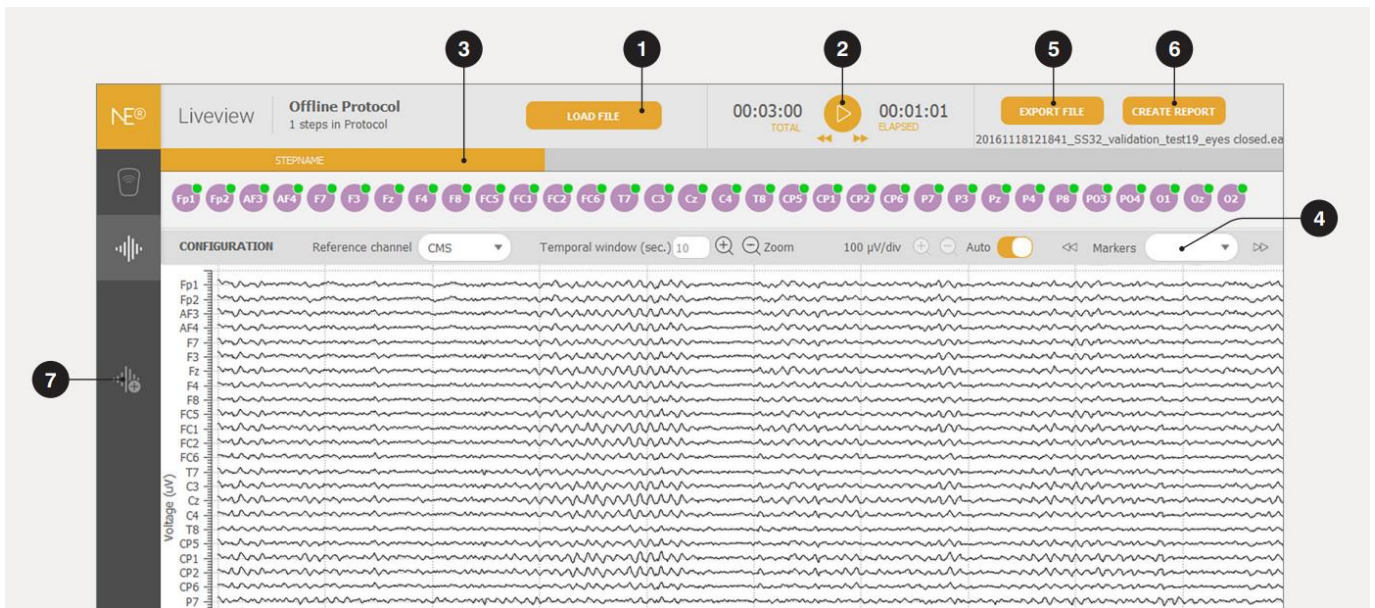 3 1 2 5 6
NE® Liveview Offline Protocol LOAD FILE 00:03:00 00:01:01 EXPORT FILE CREATE REPORT
1 steps in Protocol TOTAL ELAPSED
20161118121841_SS32_validation_test19_eyes closed.ea
STEPNAME
Fp1 Fp2 AF3 AF4 F7 F3 Fz F4 F8 FC5 FC1 FC2 FC6 T7 C3 Cz C4 T8 CP5 CP1 CP2 CP6 P7 P3 Pz P4 P8 PO3 PO4 O1 Oz O2
4
CONFIGURATION Reference channel CMS Temporal window (sec.) 10 Zoom 100 µV/div Auto Markers
Fp1
Fp2
AF3
AF4
F7
F3
Fz
7
F4
F8
FC5
FC1
FC2
FC6
T7
C3
Cz
C4
T8
CP5
CP1
CP2
CP6
P7
Voltage (uV)